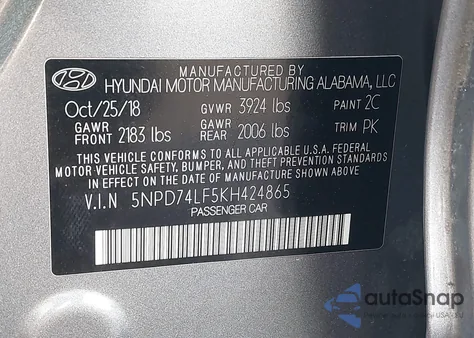 MANUFACTURED BY
HYUNDAI MOTOR MANUFACTURING ALABAMA, LLC
Oct/25/18 GVWR 3924 lbs PAINT 2C
GAWR FRONT 2183 lbs GAWR REAR 2006 lbs TRIM PK
THIS VEHICLE CONFORMS TO ALL APPLICABLE U.S.A. FEDERAL
MOTOR VEHICLE SAFETY, BUMPER, AND THEFT PREVENTION STANDARDS
IN EFFECT ON THE DATE OF MANUFACTURE SHOWN ABOVE.
V.I.N 5NPD74LF5KH424865
PASSENGER CAR
autoSnap